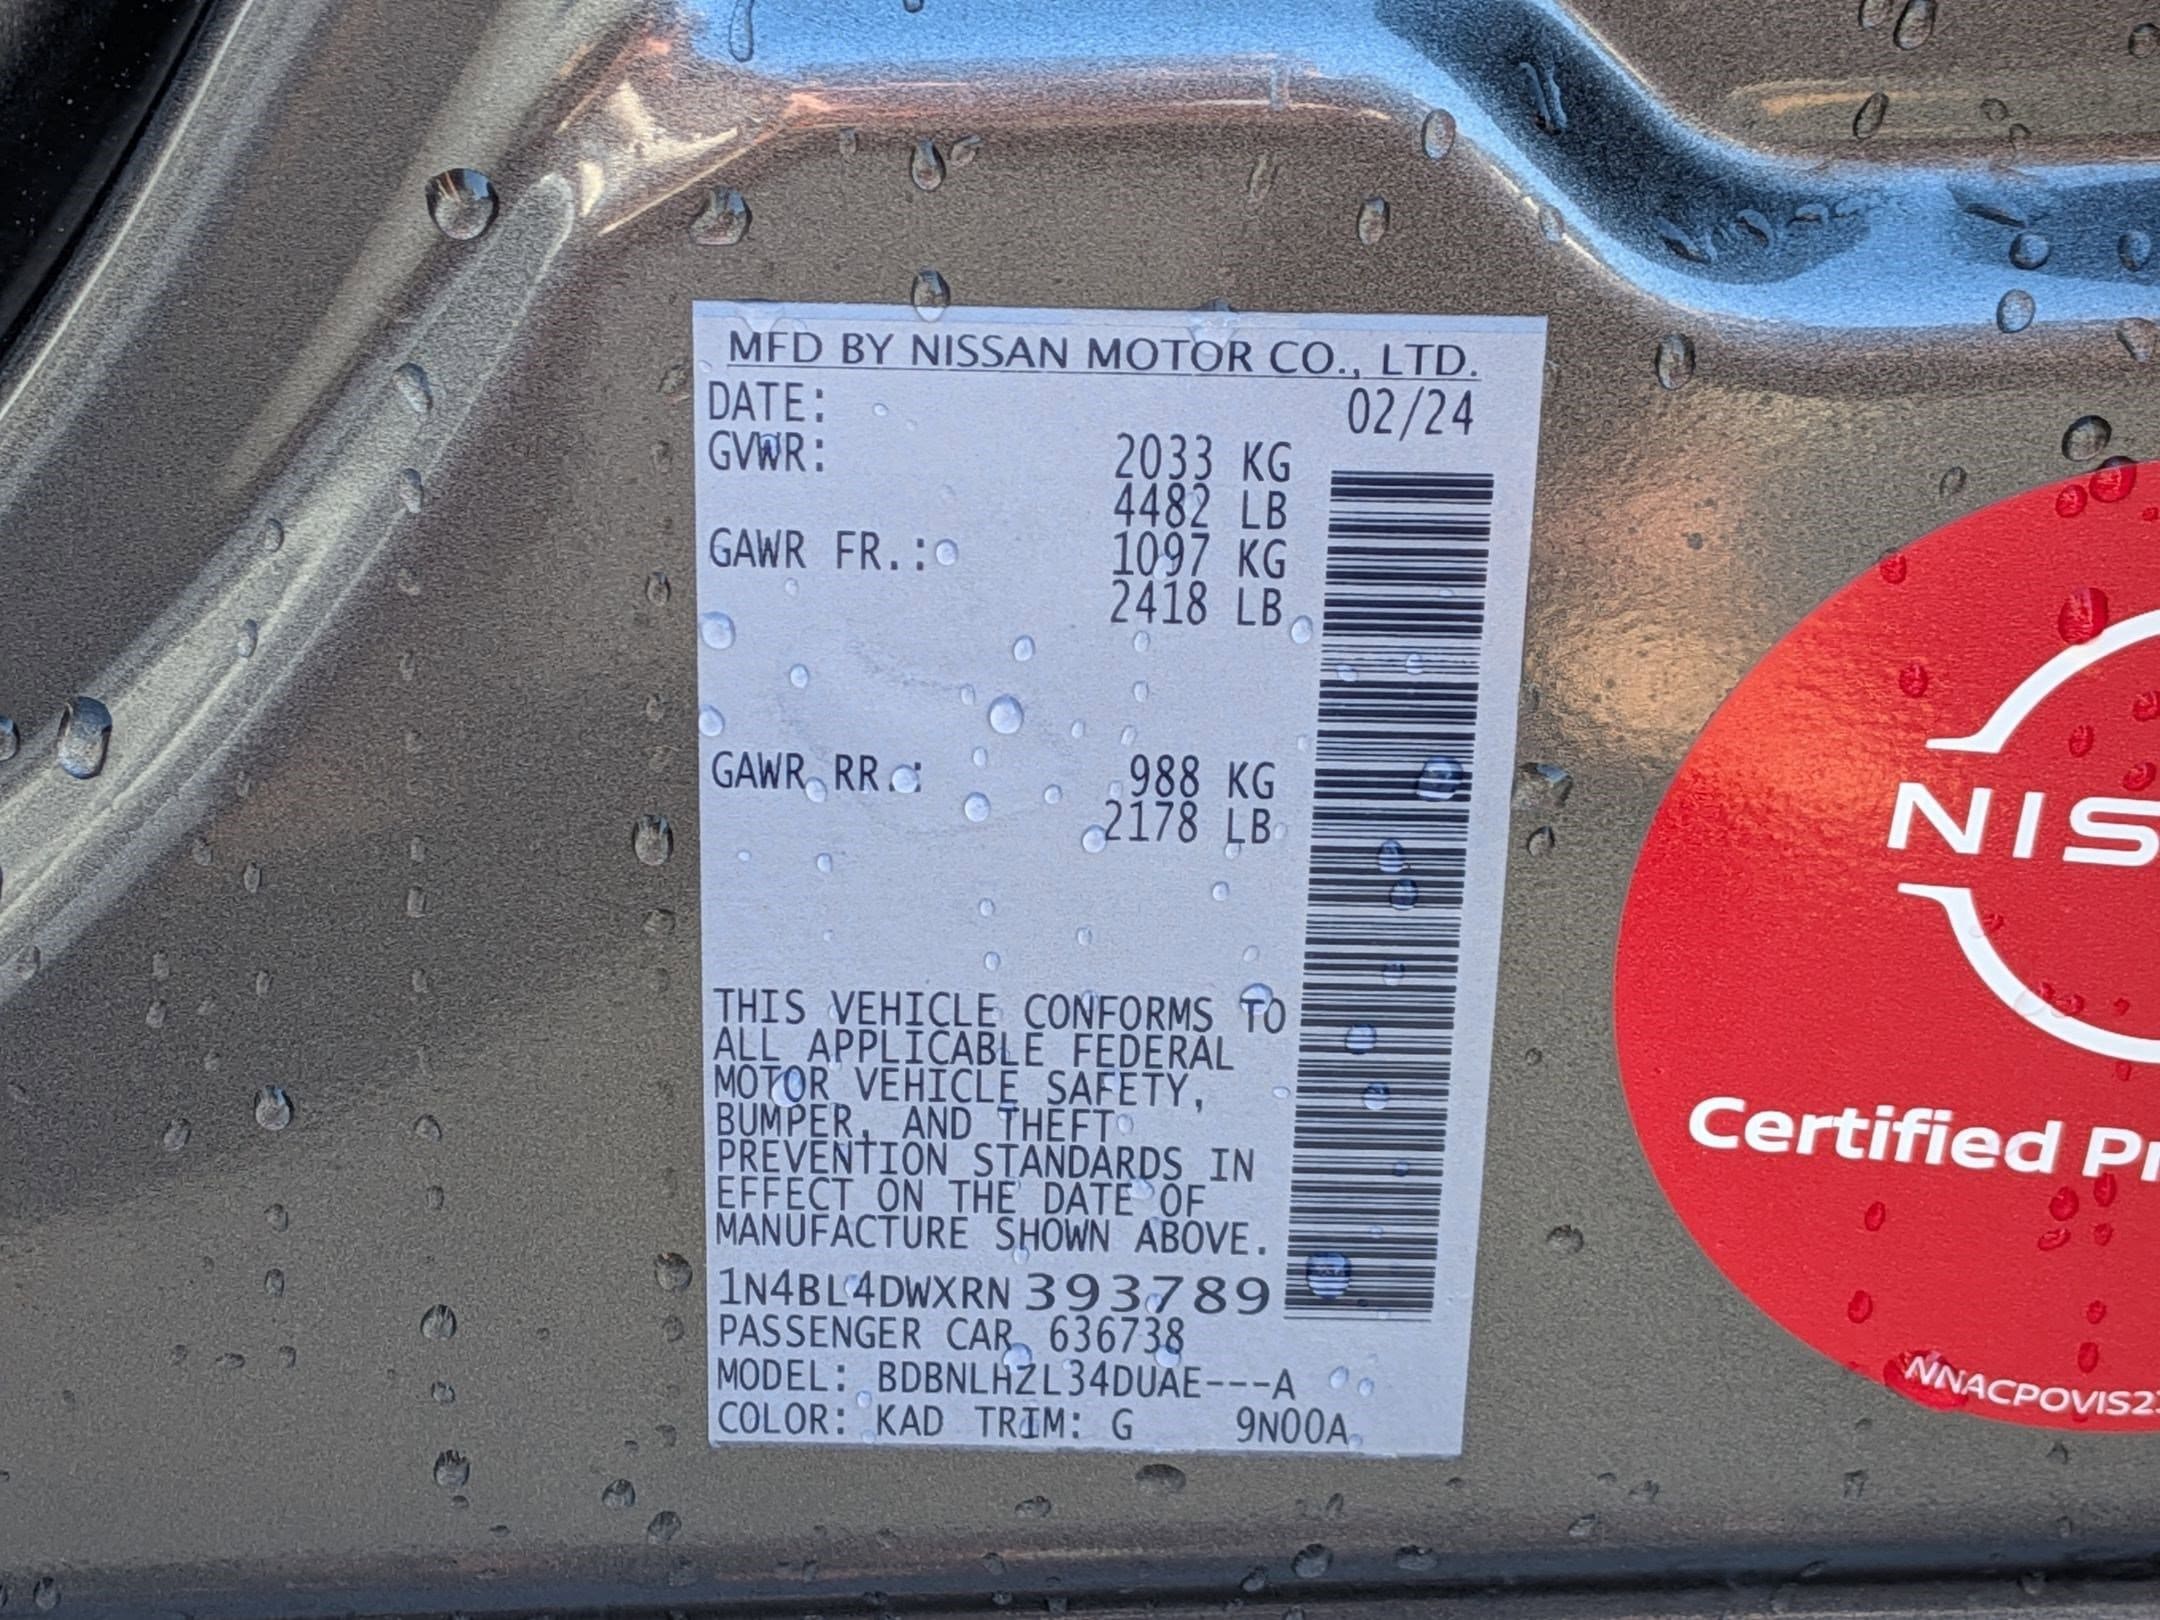 MFD BY NISSAN MOTOR CO., LTD.
DATE: 02/24
GVWR: 2033 KG
4482 LB
GAWR FR.: 1097 KG
2418 LB
GAWR RR.: 988 KG
2178 LB
THIS VEHICLE CONFORMS TO
ALL APPLICABLE FEDERAL
MOTOR VEHICLE SAFETY,
BUMPER, AND THEFT
PREVENTION STANDARDS IN
EFFECT ON THE DATE OF
MANUFACTURE SHOWN ABOVE.
1N4BL4DWXRN393789
PASSENGER CAR 636738
MODEL: BDBNLHZL34DUAE---A
COLOR: KAD TRIM: G 9N00A
NIS
Certified Pr
NNACPOVIS23